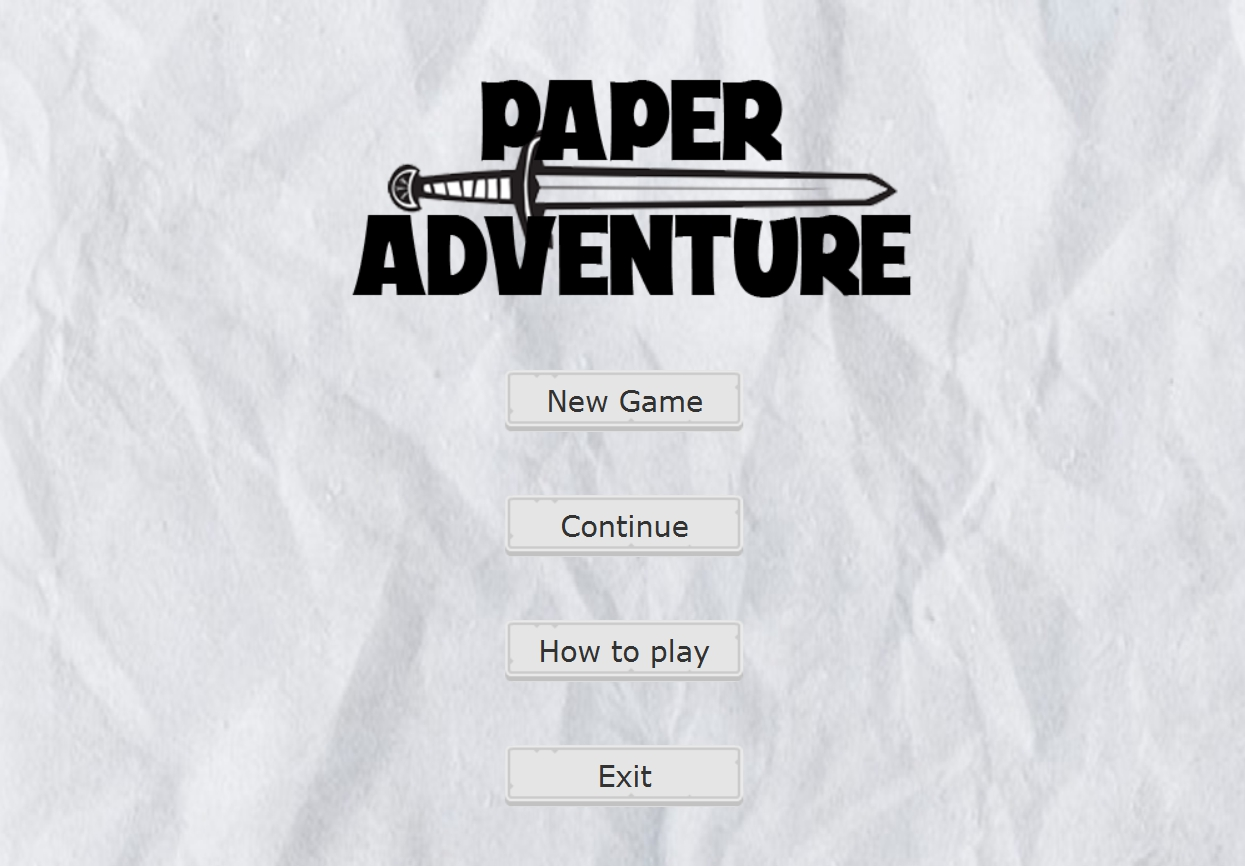 PAPER
ADVENTURE
New Game
Continue
How to play
Exit